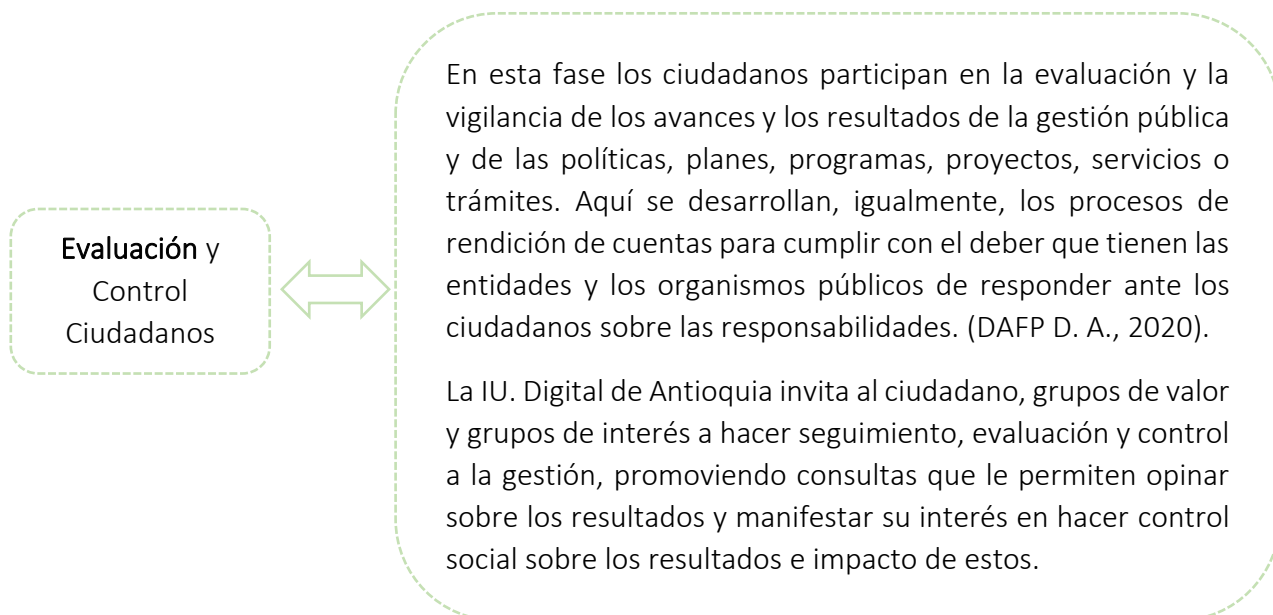 Evaluación y
Control
Ciudadanos
En esta fase los ciudadanos participan en la evaluación y la
vigilancia de los avances y los resultados de la gestión pública
y de las políticas, planes, programas, proyectos, servicios o
trámites. Aquí se desarrollan, igualmente, los procesos de
rendición de cuentas para cumplir con el deber que tienen las
entidades y los organismos públicos de responder ante los
ciudadanos sobre las responsabilidades. (DAFP D. A., 2020).
La IU. Digital de Antioquia invita al ciudadano, grupos de valor
y grupos de interés a hacer seguimiento, evaluación y control
a la gestión, promoviendo consultas que le permiten opinar
sobre los resultados y manifestar su interés en hacer control
social sobre los resultados e impacto de estos.